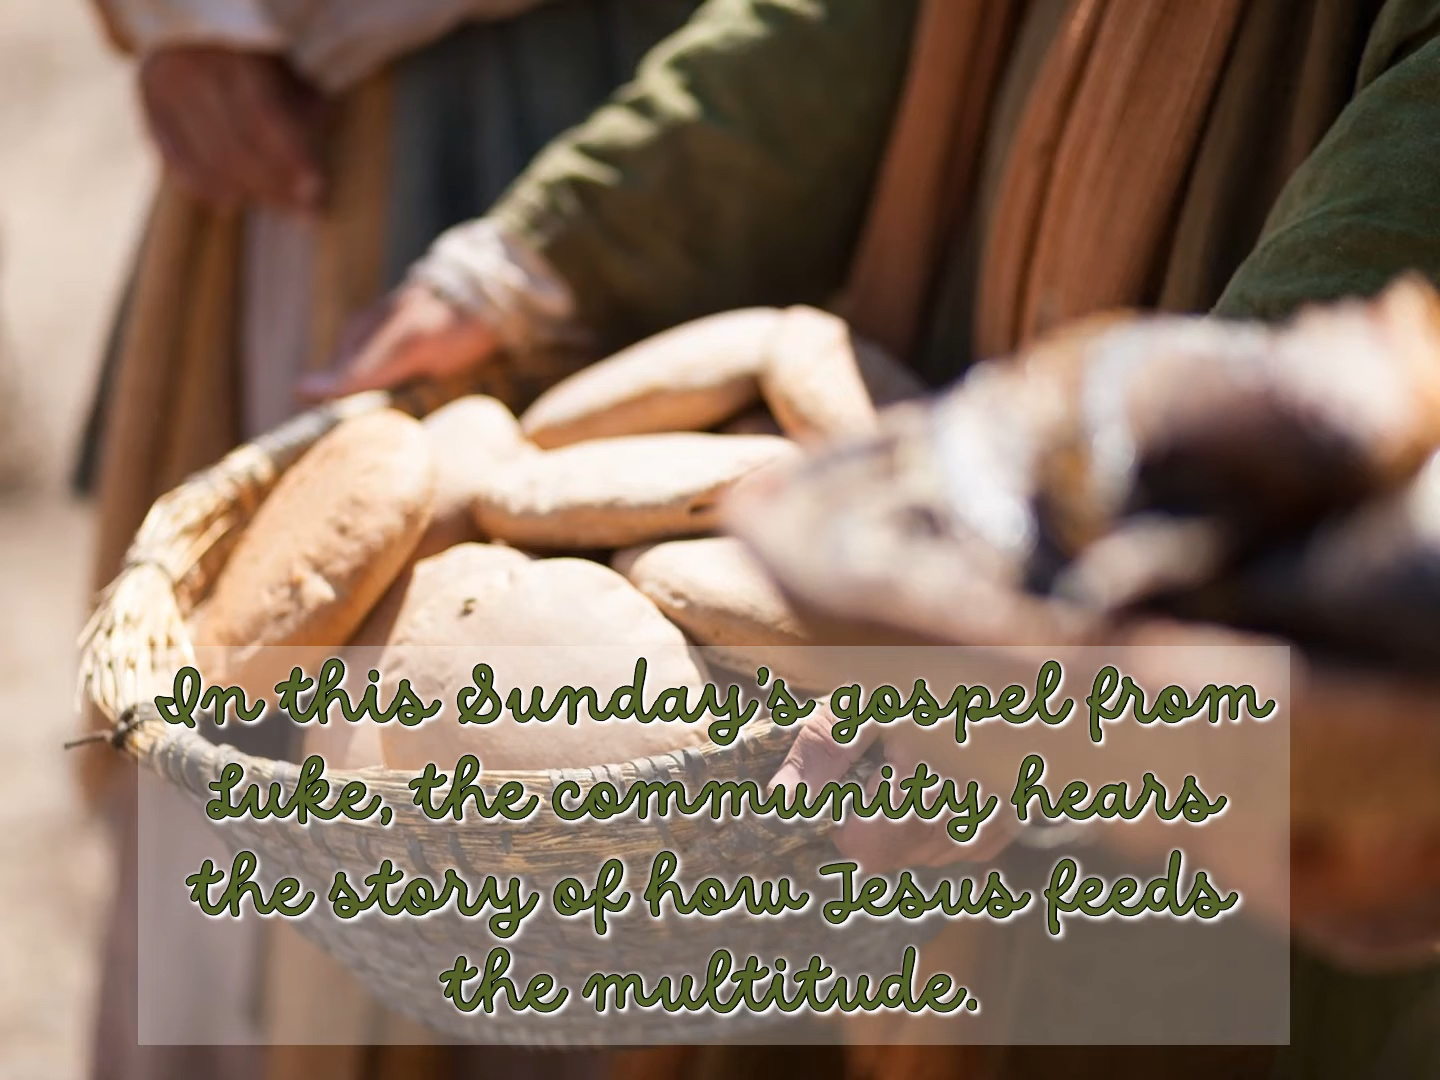 In this Sunday's gospel from
Luke, the community hears
the story of how Jesus feeds
the multitude.